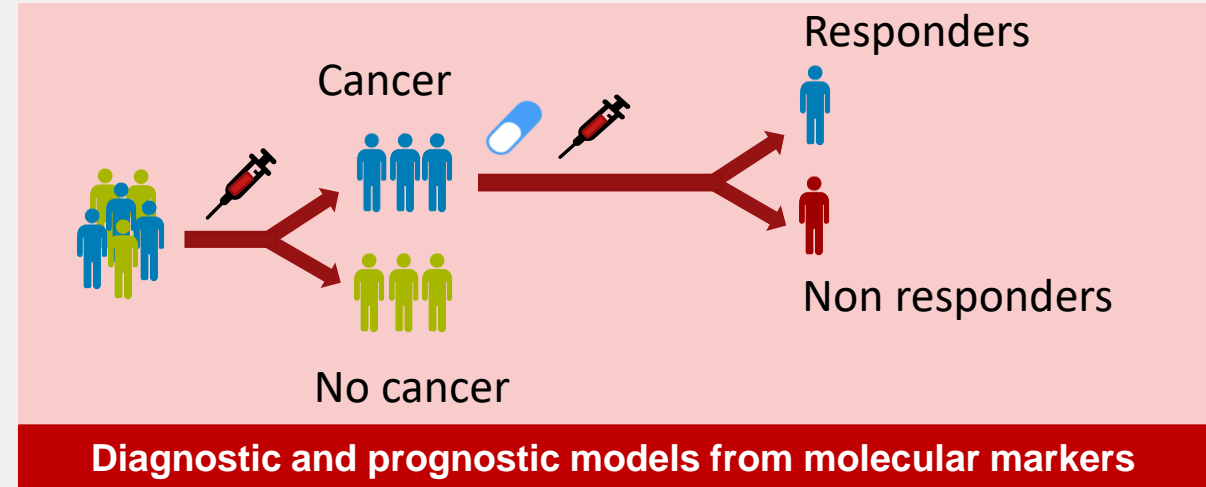 Responders
Cancer
Non responders
No cancer
Diagnostic and prognostic models from molecular markers